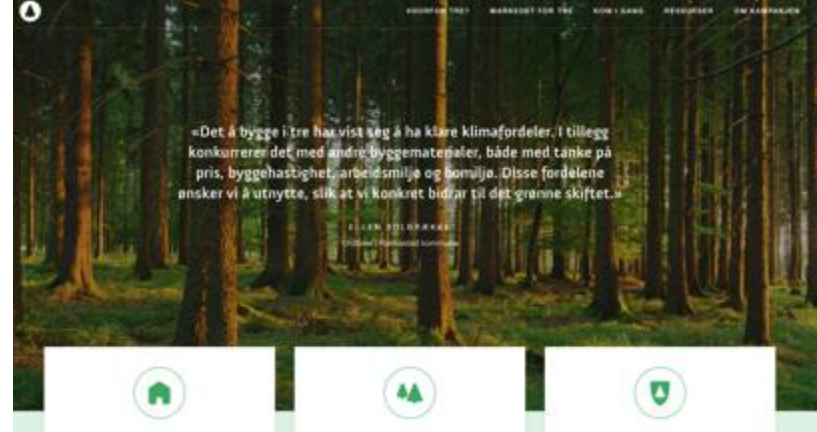 HVORFOR TRE? MARKEDET FOR TRE KOM I GANG RESSURSER OM KAMPANJEN
«Det å bygge i tre har vist seg å ha klare klimafordeler. I tillegg
konkurrerer det med andre byggematerialer, både med tanke på
pris, byggehastighet, arbeidsmiljø og bomiljø. Disse fordelene
ønsker vi å utnytte, slik at vi konkret bidrar til det grønne skiftet.»
ELLEN
kommune